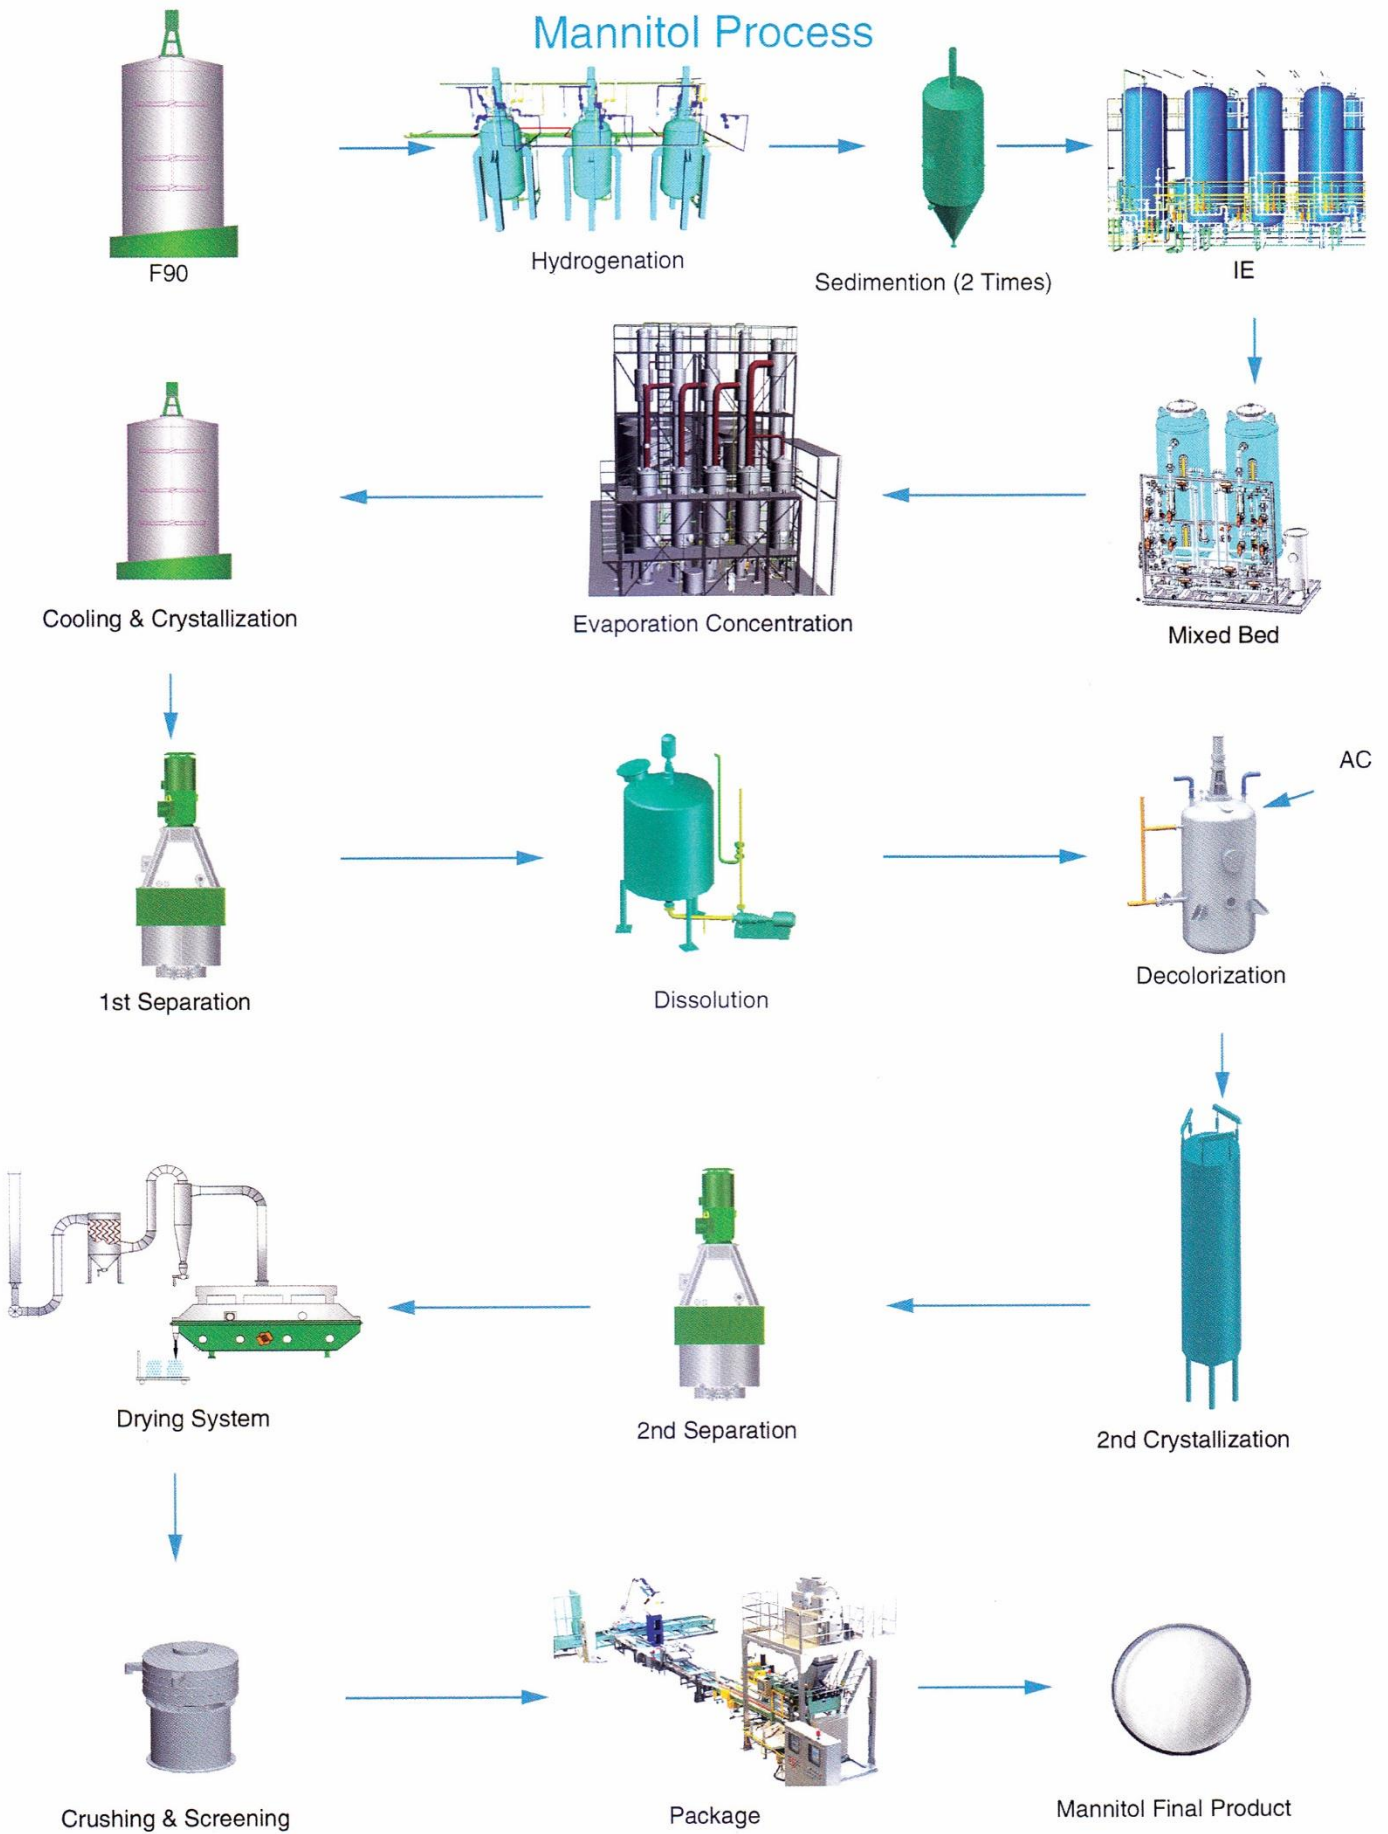 Mannitol Process
F90
Hydrogenation
Sedimention (2 Times)
IE
Cooling & Crystallization
Evaporation Concentration
Mixed Bed
AC
1st Separation
Dissolution
Decolorization
Drying System
2nd Separation
2nd Crystallization
Crushing & Screening
Package
Mannitol Final Product